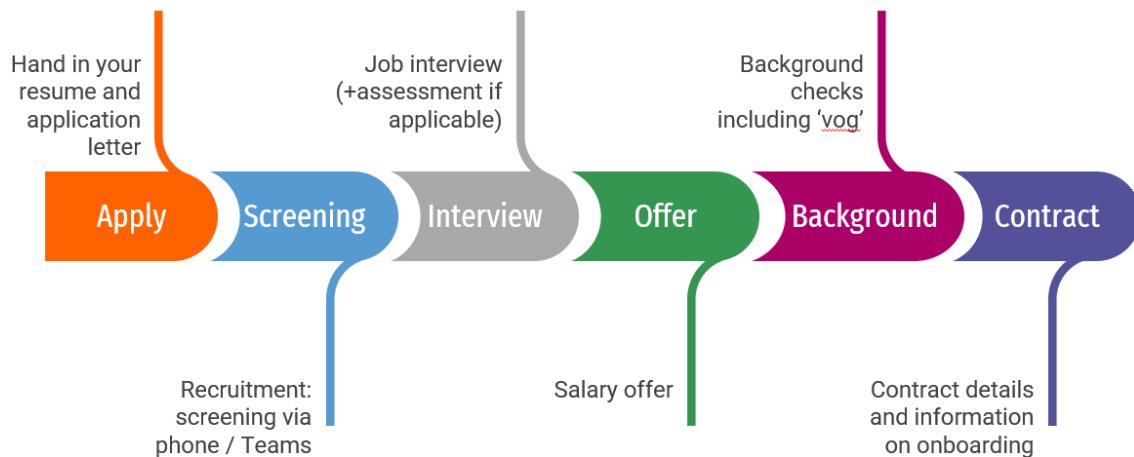 Hand in your
resume and
application
letter
Job interview
(+assessment if
applicable)
Background
checks
including ‘vog’
Apply
Screening
Interview
Offer
Background
Contract
Recruitment:
screening via
phone / Teams
Salary offer
Contract details
and information
on onboarding